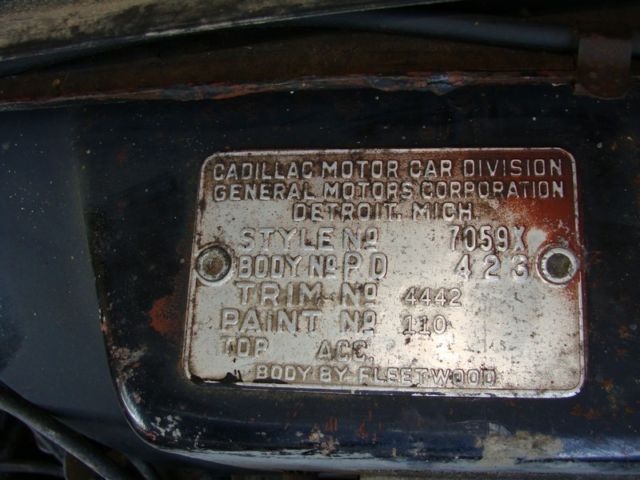 CADILLAC MOTOR CAR DIVISION
GENERAL MOTORS CORPORATION
DETROIT, MICH
STYLE No 7059X
BODY No P.D 423
TRIM No 4442
PAINT No 110
TOP ACC.
BODY BY FLEETWOOD